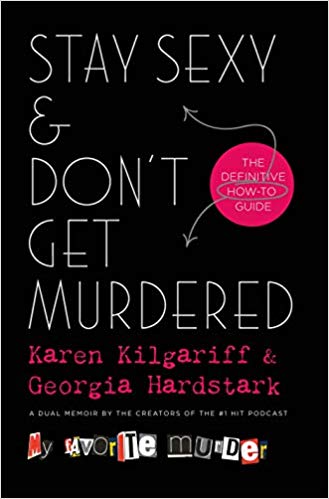 STAY SEXY
&
DON'T
GET
MURDERED
THE
DEFINITIVE
HOW-TO
GUIDE
Karen Kilgariff &
Georgia Hardstark
A DUAL MEMOIR BY THE CREATORS OF THE #1 HIT PODCAST
My fAVoRITe muRDeR